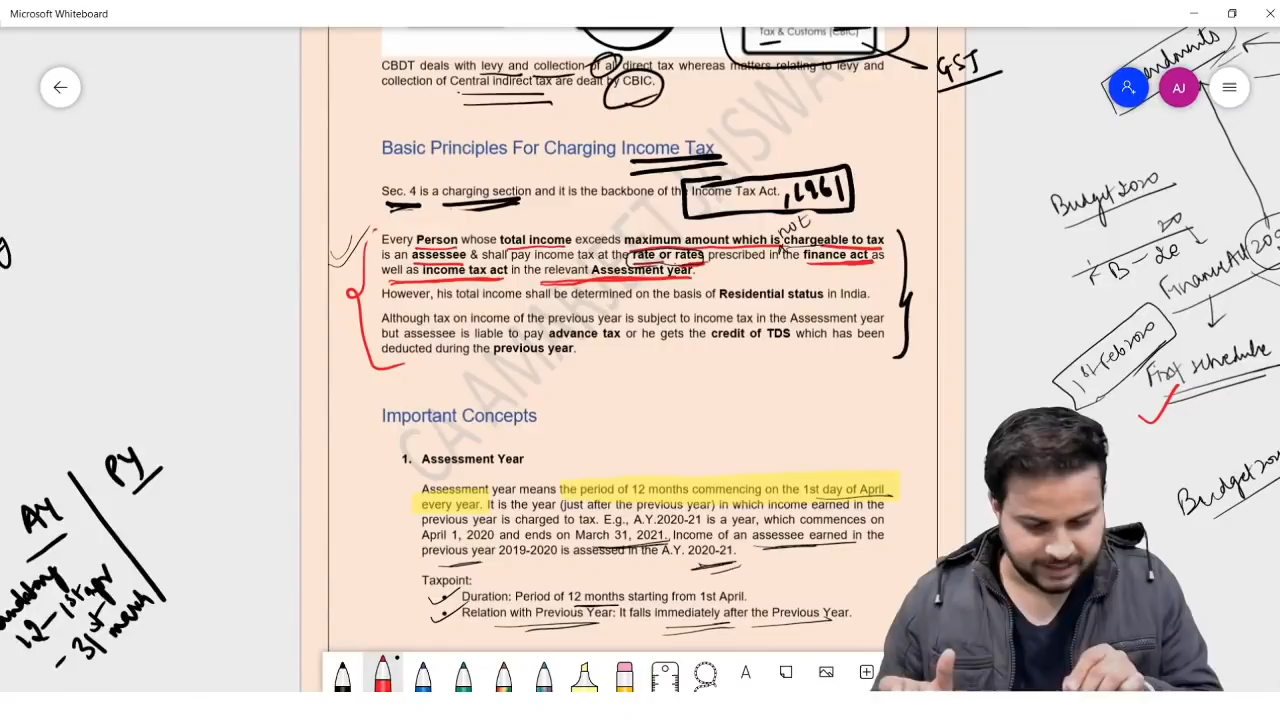 Microsoft Whiteboard
Tax & Customs (CBIC)
CBDT deals with levy and collection of all direct tax whereas matters relating to levy and
collection of Central indirect tax are dealt by CBIC.
GST
AJ
Basic Principles For Charging Income Tax
Sec. 4 is a charging section and it is the backbone of the Income Tax Act.
, 1961
not
Every Person whose total income exceeds maximum amount which is chargeable to tax
is an assessee & shall pay income tax at the rate or rates prescribed in the finance act as
well as income tax act in the relevant Assessment year.
However, his total income shall be determined on the basis of Residential status in India.
Although tax on income of the previous year is subject to income tax in the Assessment year
but assessee is liable to pay advance tax or he gets the credit of TDS which has been
deducted during the previous year.
Budget 2020
Finance Act
1st Feb 2020
First schedule
Important Concepts
1. Assessment Year
Assessment year means the period of 12 months commencing on the 1st day of April
every year. It is the year (just after the previous year) in which income earned in the
previous year is charged to tax. E.g., A.Y.2020-21 is a year, which commences on
April 1, 2020 and ends on March 31, 2021. Income of an assessee earned in the
previous year 2019-2020 is assessed in the A.Y. 2020-21.
Taxpoint:
• Duration: Period of 12 months starting from 1st April.
• Relation with Previous Year: It falls immediately after the Previous Year.
AY
PY
12 - 1st apr
- 31st march
CA AMARJEET JAISWAL
A